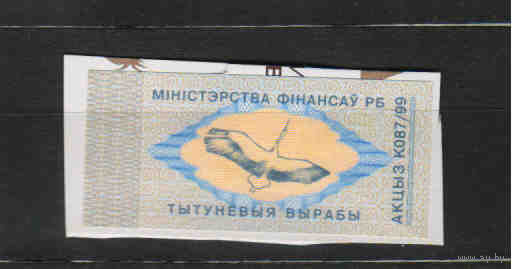 МІНІСТЭРСТВА ФІНАНСАЎ РБ
ТЫТУНЕВЫЯ ВЫРАБЫ
АКЦЫЗ К087/99